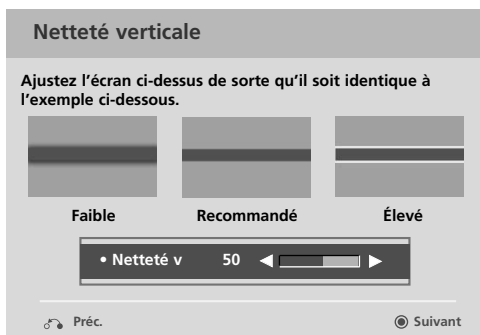 Netteté verticale
Ajustez l'écran ci-dessus de sorte qu'il soit identique à
l'exemple ci-dessous.
Faible Recommandé Élevé
• Netteté v 50 ◀ ▶
Préc. Suivant